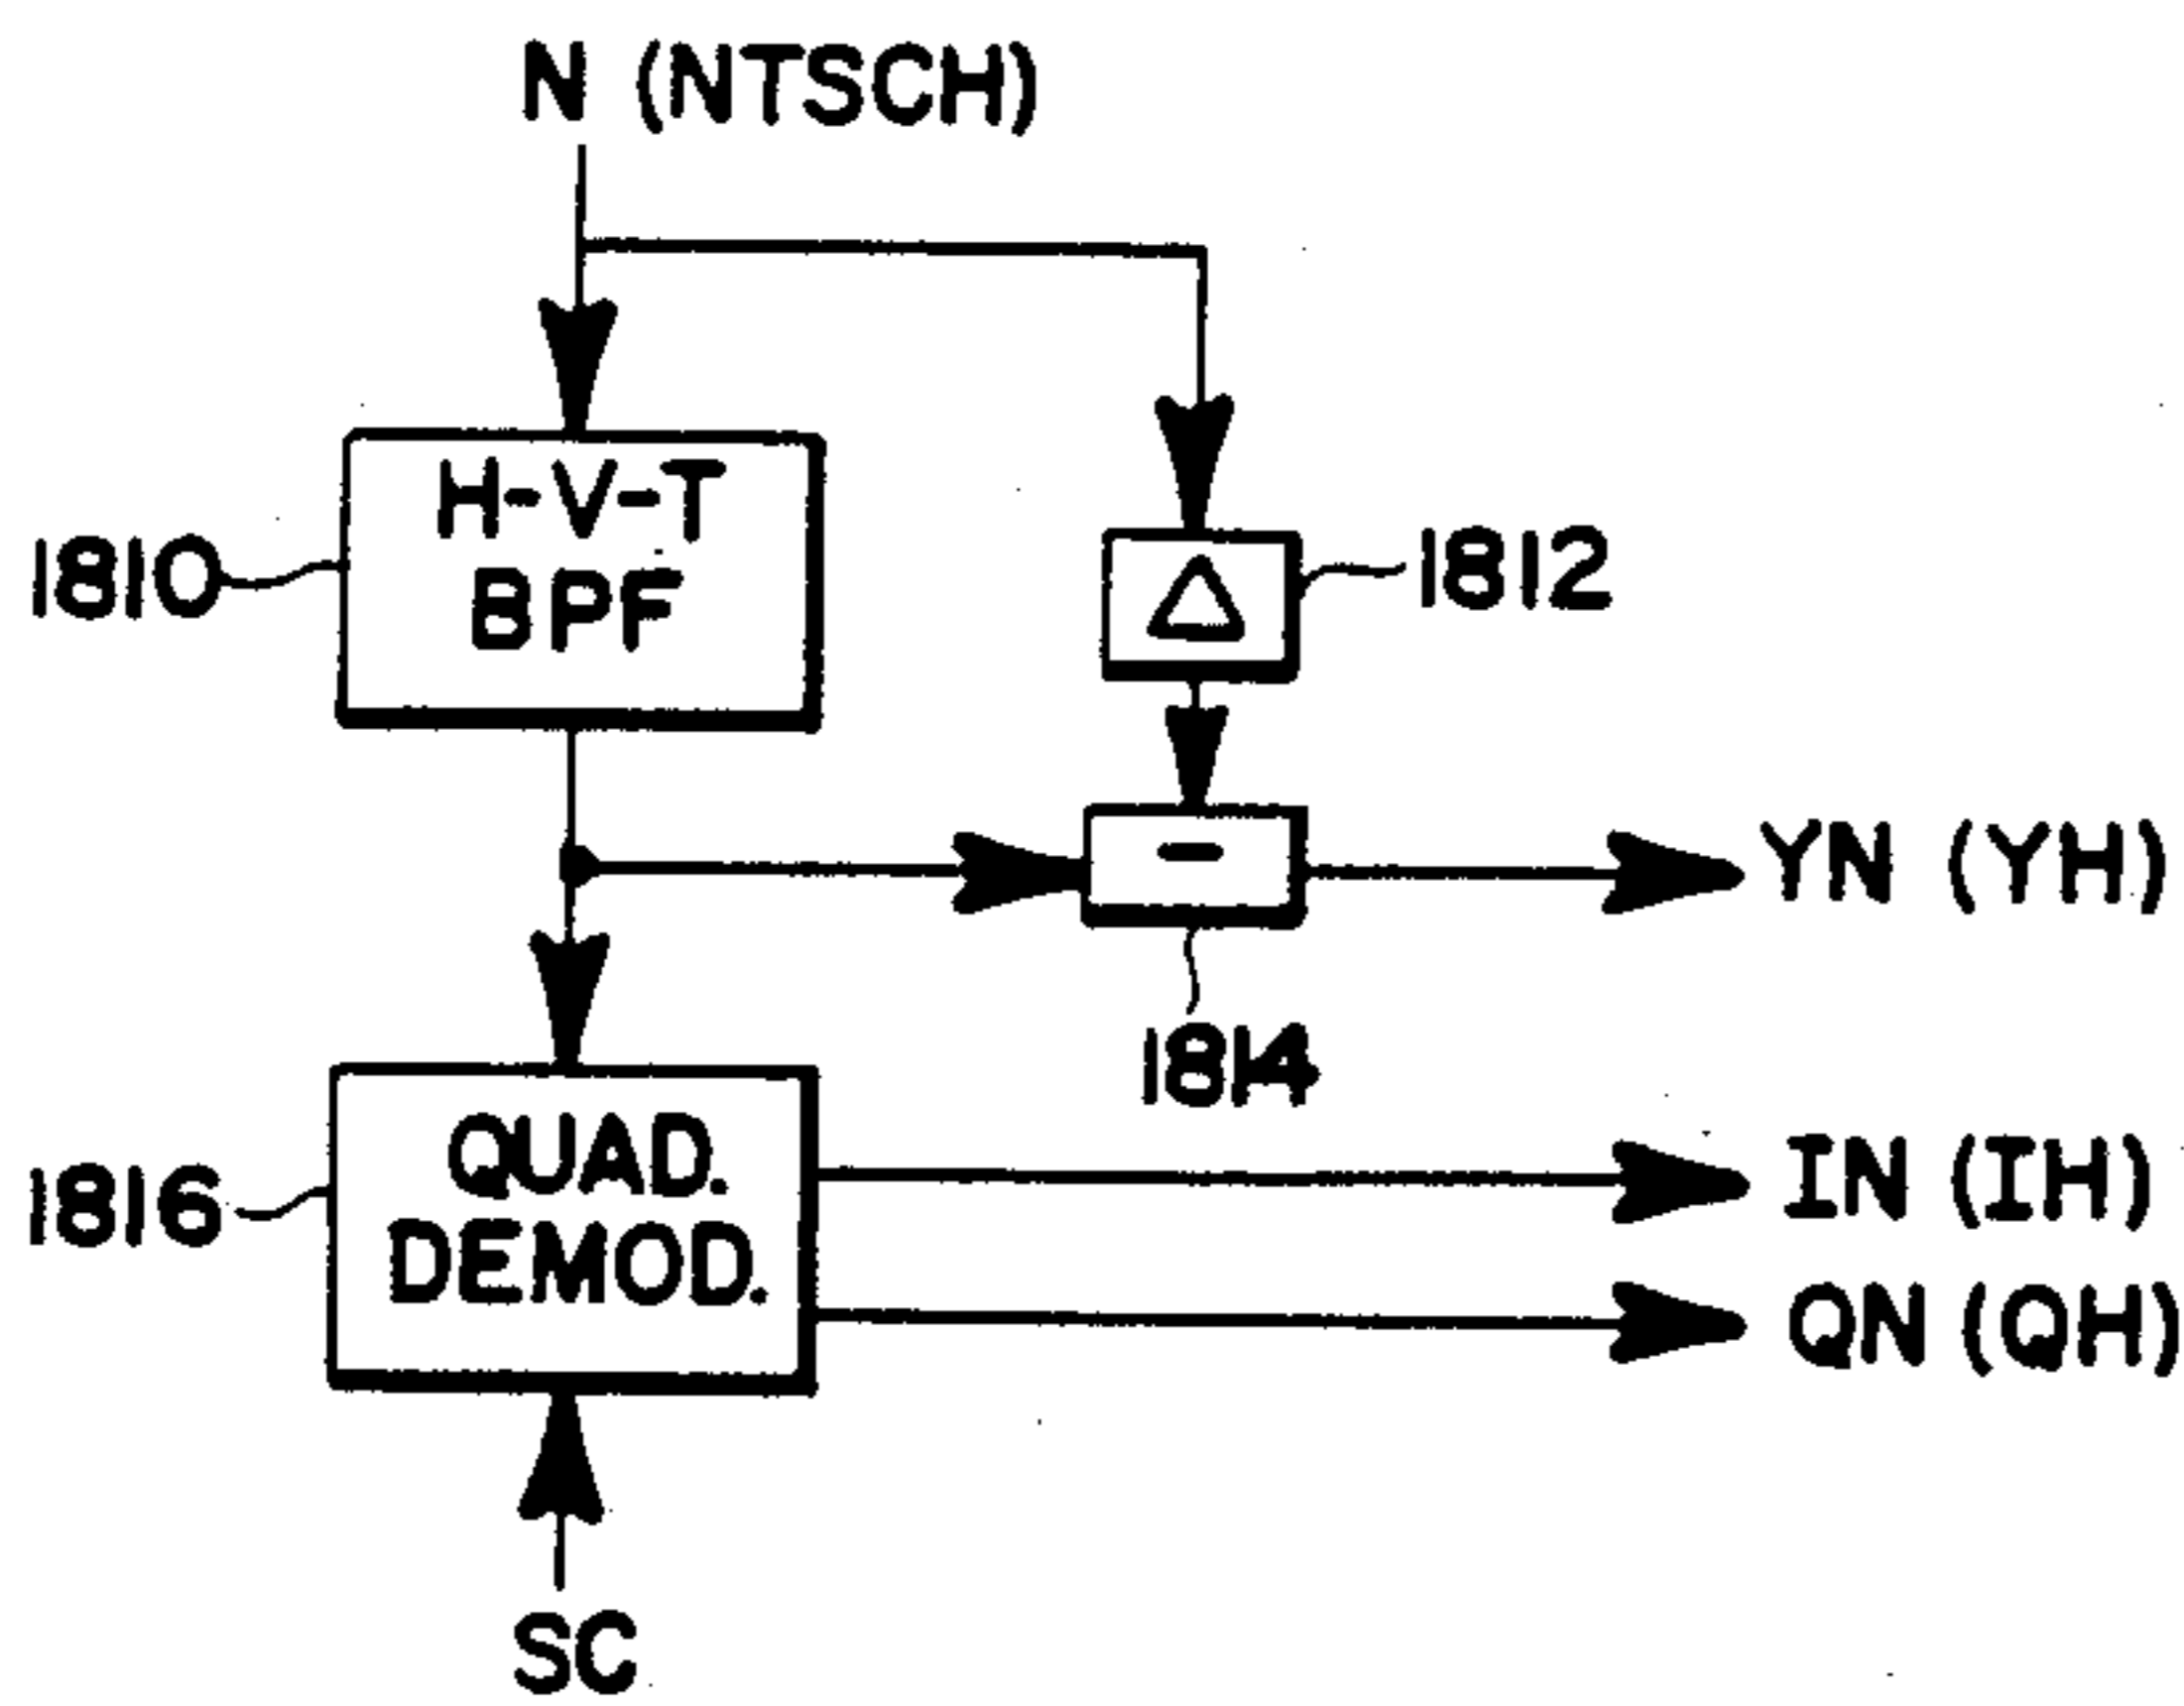 N (NTSCH)
H-V-T
BPF
1810
Δ
1812
-
YN (YH)
1814
QUAD.
DEMOD.
1816
IN (IH)
QN (QH)
SC